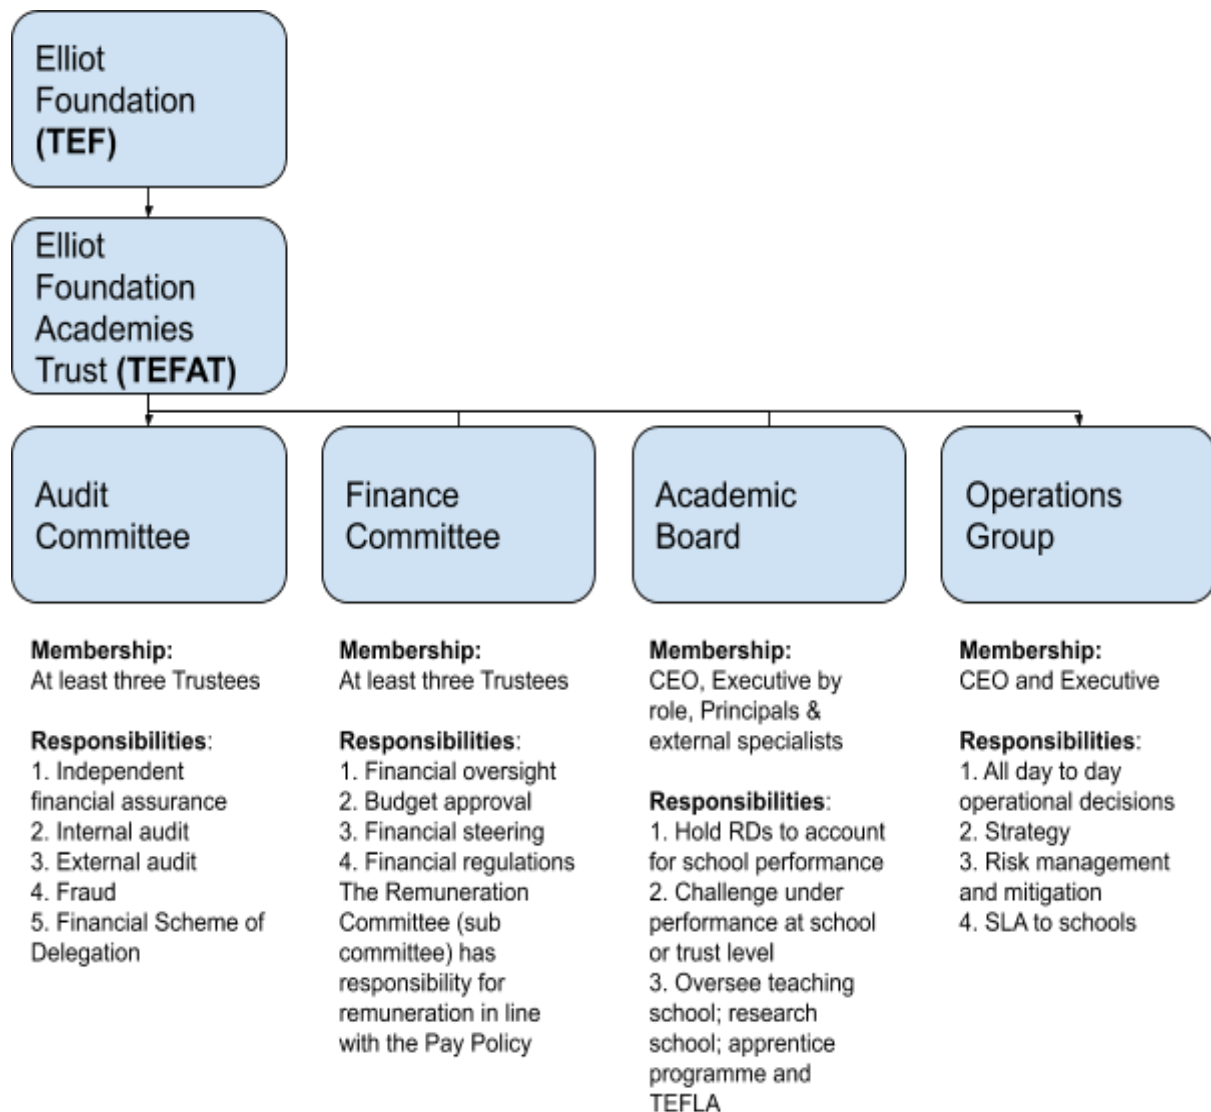 Elliot
Foundation
(TEF)
Elliot
Foundation
Academies
Trust (TEFAT)
Audit
Committee
Finance
Committee
Academic
Board
Operations
Group
Membership:
At least three Trustees
Responsibilities:
1. Independent
financial assurance
2. Internal audit
3. External audit
4. Fraud
5. Financial Scheme of
Delegation
Membership:
At least three Trustees
Responsibilities:
1. Financial oversight
2. Budget approval
3. Financial steering
4. Financial regulations
The Remuneration
Committee (sub
committee) has
responsibility for
remuneration in line
with the Pay Policy
Membership:
CEO, Executive by
role, Principals &
external specialists
Responsibilities:
1. Hold RDs to account
for school performance
2. Challenge under
performance at school
or trust level
3. Oversee teaching
school; research
school; apprentice
programme and
TEFLA
Membership:
CEO and Executive
Responsibilities:
1. All day to day
operational decisions
2. Strategy
3. Risk management
and mitigation
4. SLA to schools